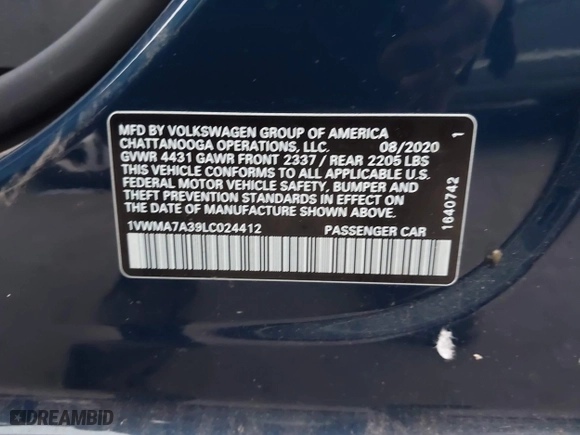 MFD BY VOLKSWAGEN GROUP OF AMERICA
CHATTANOOGA OPERATIONS, LLC. 08/2020
GVWR 4431 GAWR FRONT 2337 / REAR 2205 LBS
THIS VEHICLE CONFORMS TO ALL APPLICABLE U.S.
FEDERAL MOTOR VEHICLE SAFETY, BUMPER AND
THEFT PREVENTION STANDARDS IN EFFECT ON
THE DATE OF MANUFACTURE SHOWN ABOVE.
1VWMA7A39LC024412 PASSENGER CAR
1640742 1
iDREAMBID